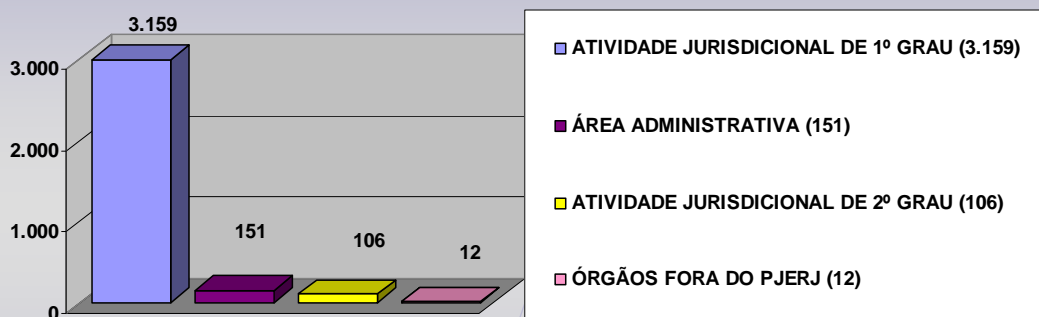 3.159
3.000
2.000
1.000
0
151
106
12
ATIVIDADE JURISDICIONAL DE 1º GRAU (3.159)
ÁREA ADMINISTRATIVA (151)
ATIVIDADE JURISDICIONAL DE 2º GRAU (106)
ÓRGÃOS FORA DO PJERJ (12)